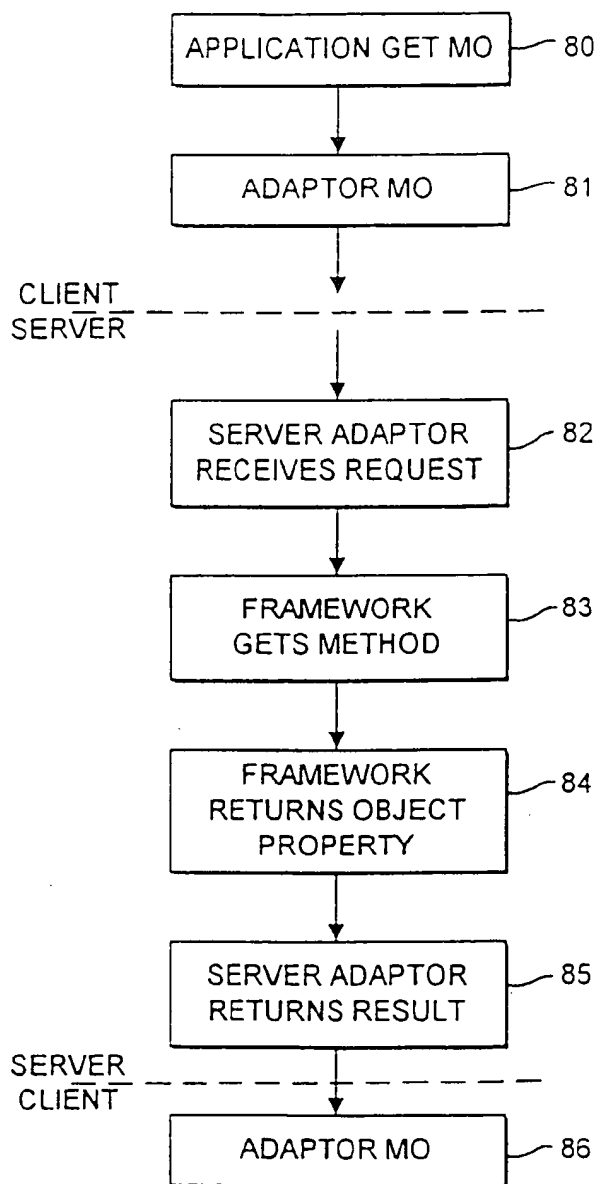 APPLICATION GET MO
80
ADAPTOR MO
81
CLIENT
SERVER
SERVER ADAPTOR
RECEIVES REQUEST
82
FRAMEWORK
GETS METHOD
83
FRAMEWORK
RETURNS OBJECT
PROPERTY
84
SERVER ADAPTOR
RETURNS RESULT
85
SERVER
CLIENT
ADAPTOR MO
86